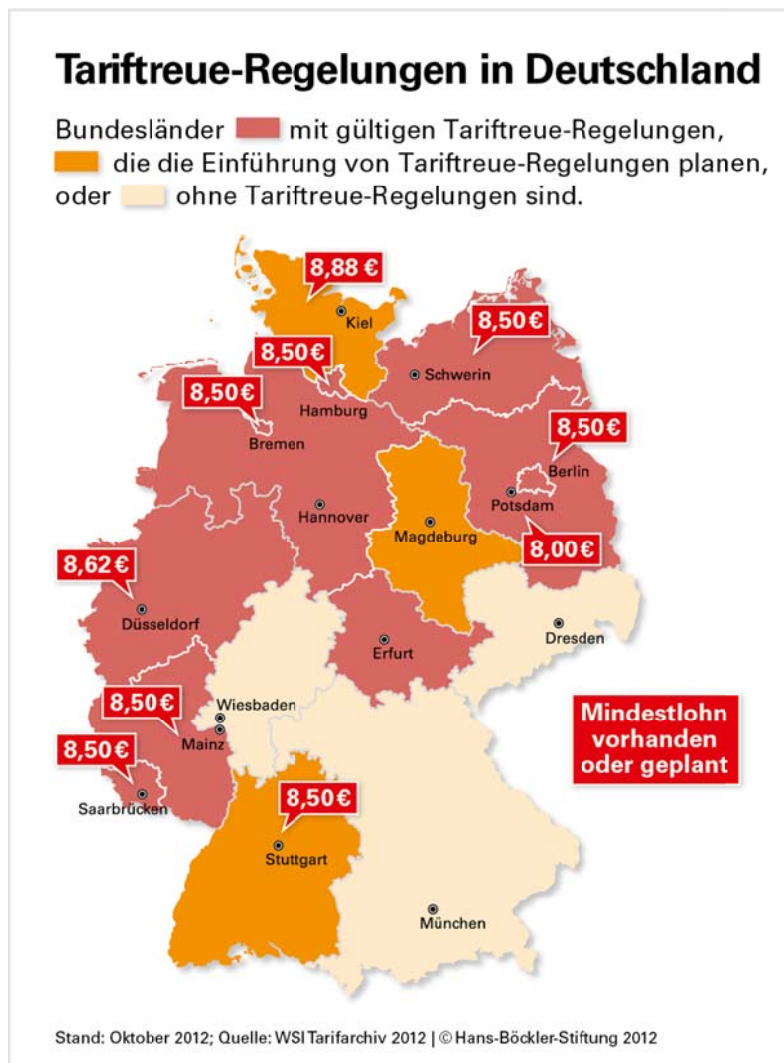 Tariftreue-Regelungen in Deutschland
Bundesländer mit gültigen Tariftreue-Regelungen,
die die Einführung von Tariftreue-Regelungen planen,
oder ohne Tariftreue-Regelungen sind.
8,88 €
Kiel
8,50 €
8,50 €
Schwerin
8,50 €
Hamburg
Bremen
8,50 €
Berlin
Hannover
Potsdam
Magdeburg
8,00 €
8,62 €
Düsseldorf
Erfurt
Dresden
8,50 €
Wiesbaden
Mainz
8,50 €
Saarbrücken
Mindestlohn
vorhanden
oder geplant
8,50 €
Stuttgart
München
Stand: Oktober 2012; Quelle: WSI Tarifarchiv 2012 | © Hans-Böckler-Stiftung 2012